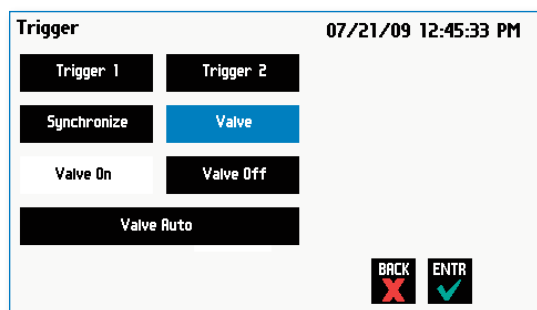 Trigger 07/21/09 12:45:33 PM
Trigger 1 Trigger 2
Synchronize Valve
Valve On Valve Off
Valve Auto
BACK ENTR